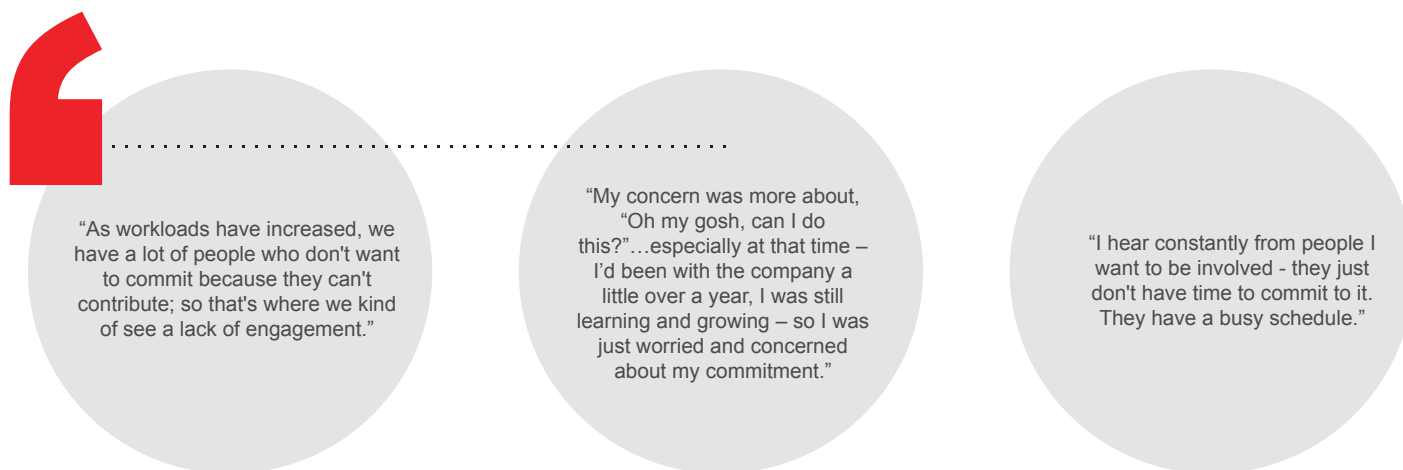 “As workloads have increased, we
have a lot of people who don't want
to commit because they can't
contribute; so that's where we kind
of see a lack of engagement.”
“My concern was more about,
“Oh my gosh, can I do
this?”…especially at that time –
I’d been with the company a
little over a year, I was still
learning and growing – so I was
just worried and concerned
about my commitment.”
“I hear constantly from people I
want to be involved - they just
don't have time to commit to it.
They have a busy schedule.”